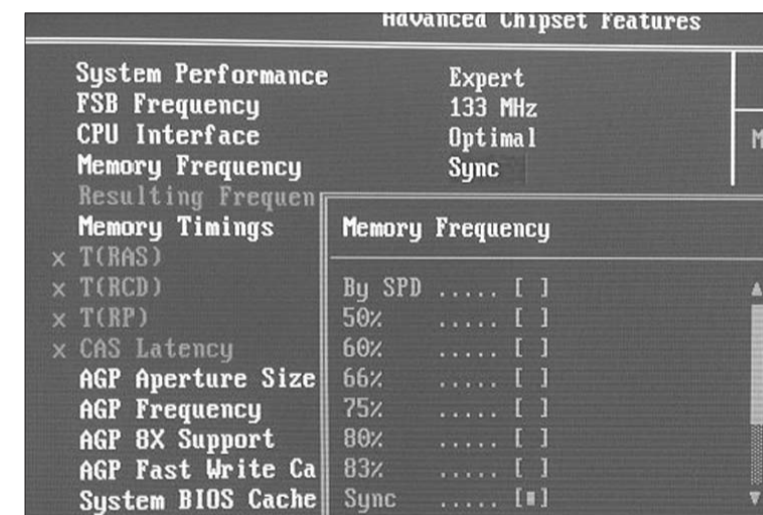 Advanced Chipset Features
System Performance Expert
FSB Frequency 133 MHz
CPU Interface Optimal
Memory Frequency Sync
Resulting Frequen
Memory Timings
x T(RAS)
x T(RCD)
x T(RP)
x CAS Latency
AGP Aperture Size
AGP Frequency
AGP 8X Support
AGP Fast Write Ca
System BIOS Cache
Memory Frequency
By SPD ..... [ ]
50% ..... [ ]
60% ..... [ ]
66% ..... [ ]
75% ..... [ ]
80% ..... [ ]
83% ..... [ ]
Sync ..... [∎]
M